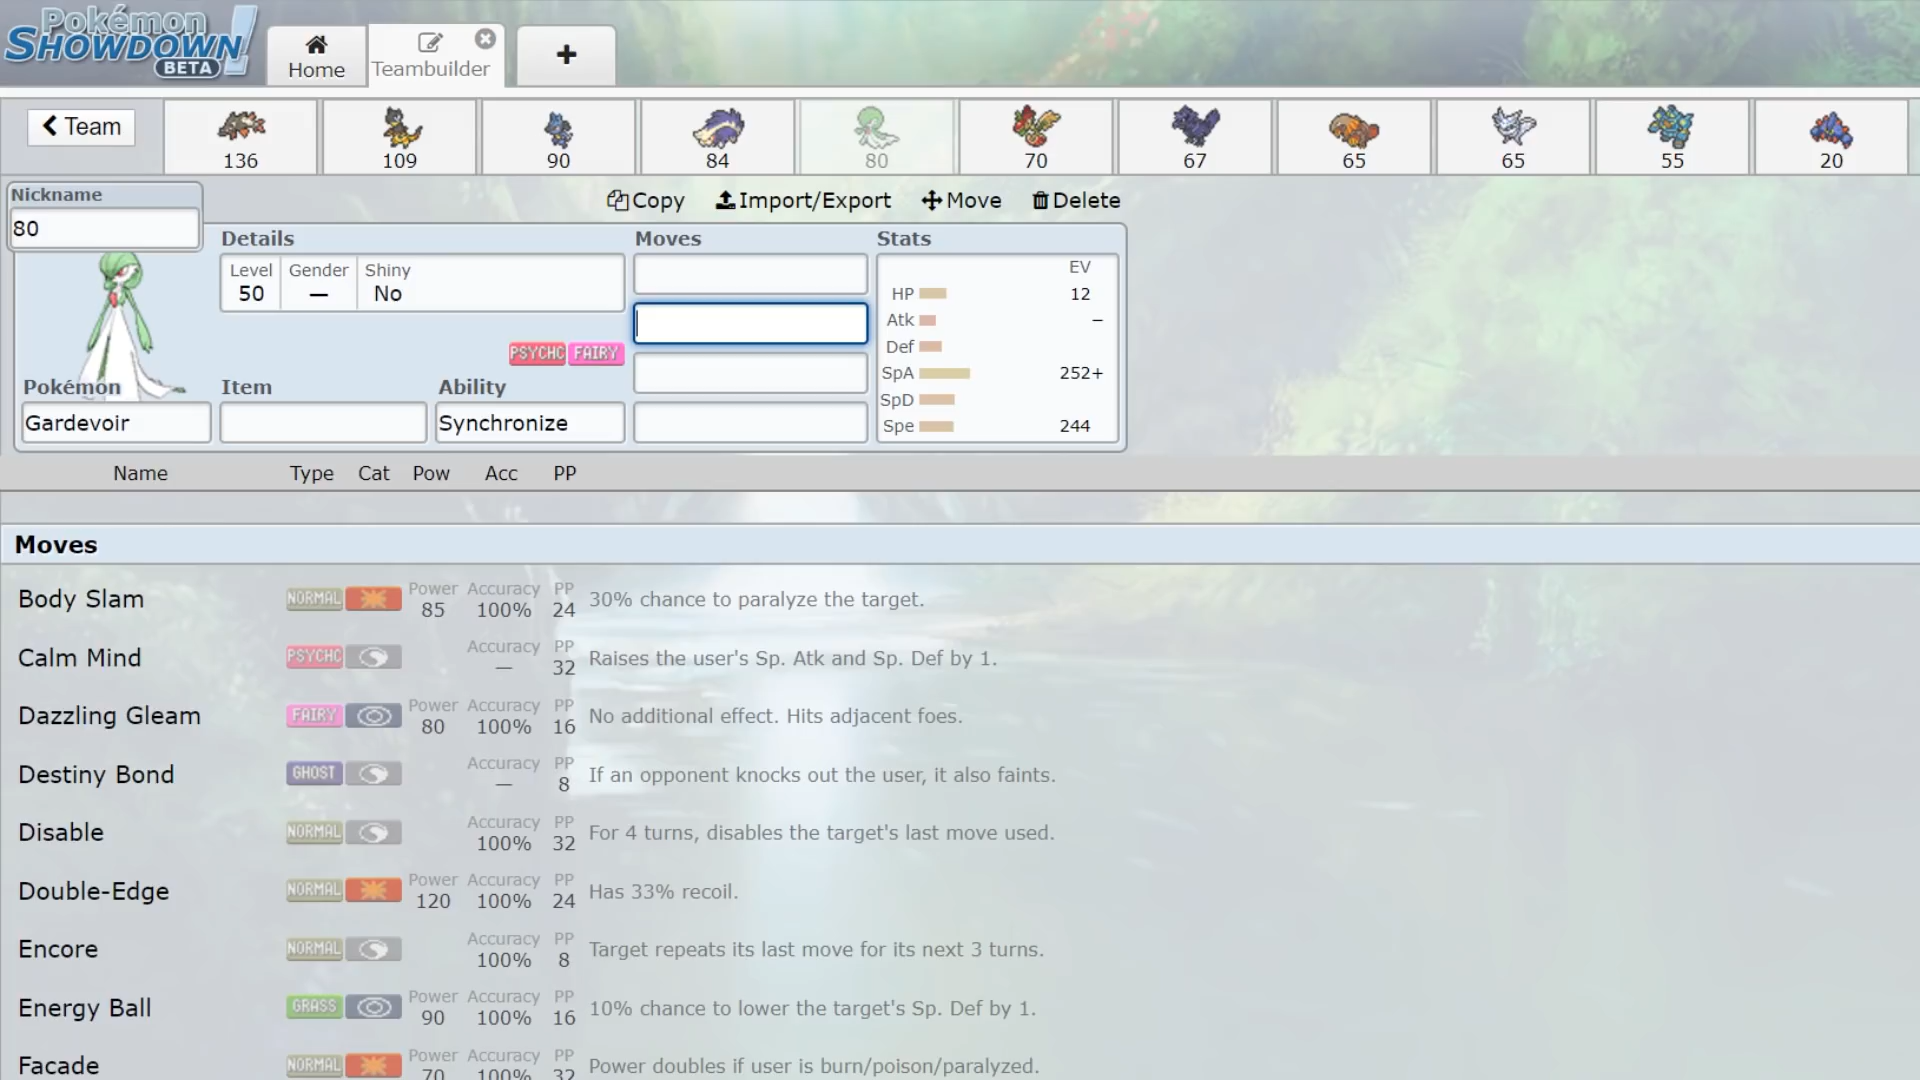 Pokémon
SHOWDOWN!
BETA
Home
Teambuilder
+
Team
136
109
90
84
80
70
67
65
65
55
20
Nickname
80
Copy
Import/Export
Move
Delete
Details
Moves
Stats
Level
Gender
Shiny
50
—
No
EV
HP
12
Atk
–
Def
SpA
252+
SpD
Spe
244
PSYCHC
FAIRY
Pokémon
Item
Ability
Gardevoir
Synchronize
Name
Type
Cat
Pow
Acc
PP
Moves
Body Slam NORMAL Power 85 Accuracy 100% PP 24 30% chance to paralyze the target.
Calm Mind PSYCHC Accuracy — PP 32 Raises the user's Sp. Atk and Sp. Def by 1.
Dazzling Gleam FAIRY Power 80 Accuracy 100% PP 16 No additional effect. Hits adjacent foes.
Destiny Bond GHOST Accuracy — PP 8 If an opponent knocks out the user, it also faints.
Disable NORMAL Accuracy 100% PP 32 For 4 turns, disables the target's last move used.
Double-Edge NORMAL Power 120 Accuracy 100% PP 24 Has 33% recoil.
Encore NORMAL Accuracy 100% PP 8 Target repeats its last move for its next 3 turns.
Energy Ball GRASS Power 90 Accuracy 100% PP 16 10% chance to lower the target's Sp. Def by 1.
Facade NORMAL Power 70 Accuracy 100% PP 32 Power doubles if user is burn/poison/paralyzed.